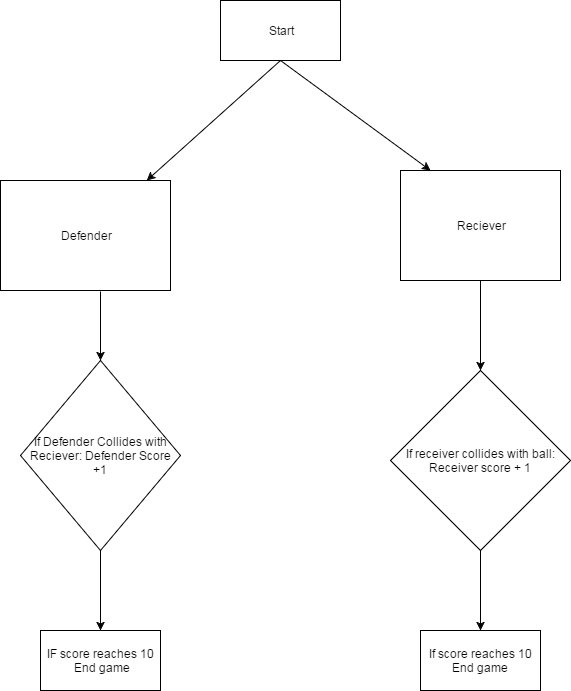 Start
Defender
Reciever
If Defender Collides with
Reciever: Defender Score
+1
If receiver collides with ball:
Receiver score + 1
IF score reaches 10
End game
If score reaches 10
End game